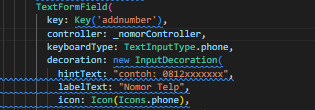 TextFormField(
key: Key('addnumber'),
controller: _nomorController,
keyboardType: TextInputType.phone,
decoration: new InputDecoration(
hintText: "contoh: 0812xxxxxxx",
labelText: "Nomor Telp",
icon: Icon(Icons.phone),